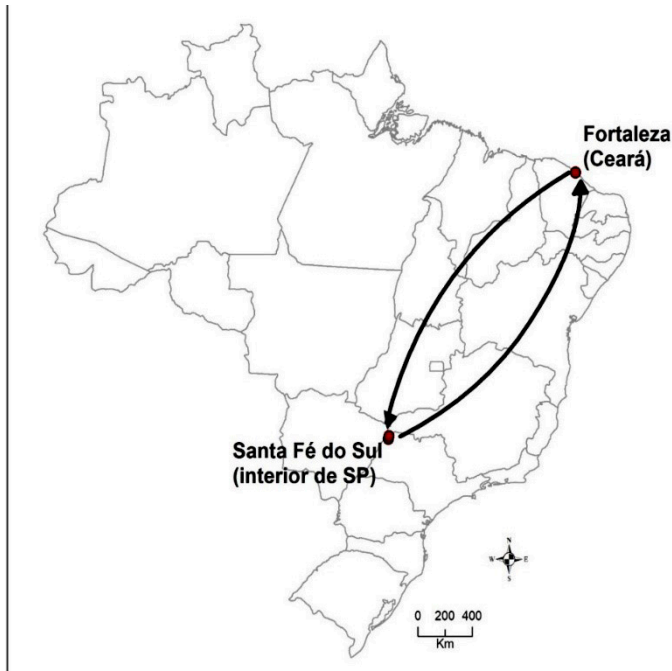 Fortaleza
(Ceará)
Santa Fé do Sul
(interior de SP)
N
W E
S
0 200 400
Km